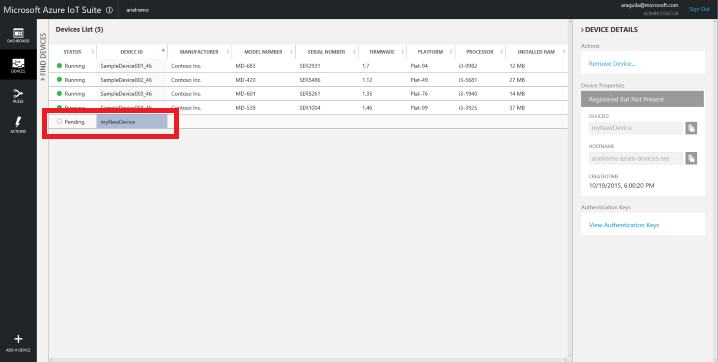 Microsoft Azure IoT Suite
arielremo
araguila@microsoft.com
ADMINISTRATOR
Sign Out
DASHBOARD
DEVICES
RULES
ACTIONS
ADD A DEVICE
> FIND DEVICES
Devices List (5)
STATUS DEVICE ID MANUFACTURER MODEL NUMBER SERIAL NUMBER FIRMWARE PLATFORM PROCESSOR INSTALLED RAM
Running SampleDevice001_46 Contoso Inc. MD-683 SER2931 1.7 Plat-94 i3-9982 12 MB
Running SampleDevice002_46 Contoso Inc. MD-420 SER5486 1.12 Plat-49 i3-5681 27 MB
Running SampleDevice003_46 Contoso Inc. MD-601 SER5261 1.35 Plat-76 i3-1940 14 MB
Running SampleDevice004_46 Contoso Inc. MD-538 SER1004 1.46 Plat-99 i3-3925 37 MB
Pending myNewDevice
> DEVICE DETAILS
Actions
Remove Device...
Device Properties
Registered But Not Present
DEVICEID
myNewDevice
HOSTNAME
arielremo.azure-devices.net
CREATEDTIME
10/19/2015, 6:00:20 PM
Authentication Keys
View Authentication Keys